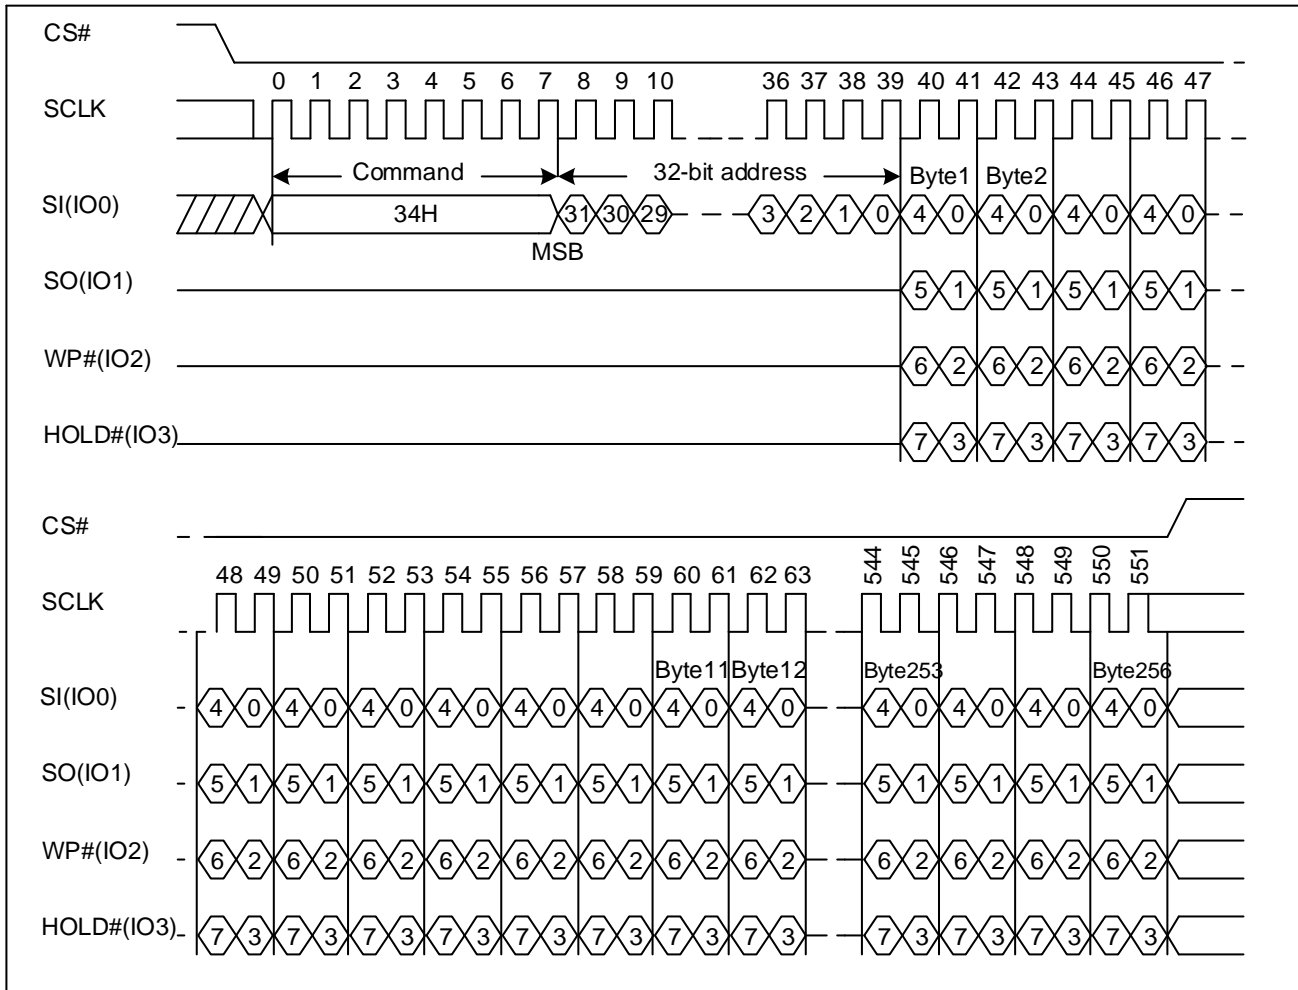 CS#
0 1 2 3 4 5 6 7 8 9 10 36 37 38 39 40 41 42 43 44 45 46 47
SCLK
Command 32-bit address Byte1 Byte2
SI(IO0) 34H 31 30 29 3 2 1 0 4 0 4 0 4 0 4 0
MSB
SO(IO1) 5 1 5 1 5 1 5 1
WP#(IO2) 6 2 6 2 6 2 6 2
HOLD#(IO3) 7 3 7 3 7 3 7 3
CS#
48 49 50 51 52 53 54 55 56 57 58 59 60 61 62 63 544 545 546 547 548 549 550 551
SCLK
Byte11 Byte12 Byte253 Byte256
SI(IO0) 4 0 4 0 4 0 4 0 4 0 4 0 4 0 4 0 4 0 4 0 4 0 4 0
SO(IO1) 5 1 5 1 5 1 5 1 5 1 5 1 5 1 5 1 5 1 5 1 5 1 5 1
WP#(IO2) 6 2 6 2 6 2 6 2 6 2 6 2 6 2 6 2 6 2 6 2 6 2 6 2
HOLD#(IO3) 7 3 7 3 7 3 7 3 7 3 7 3 7 3 7 3 7 3 7 3 7 3 7 3